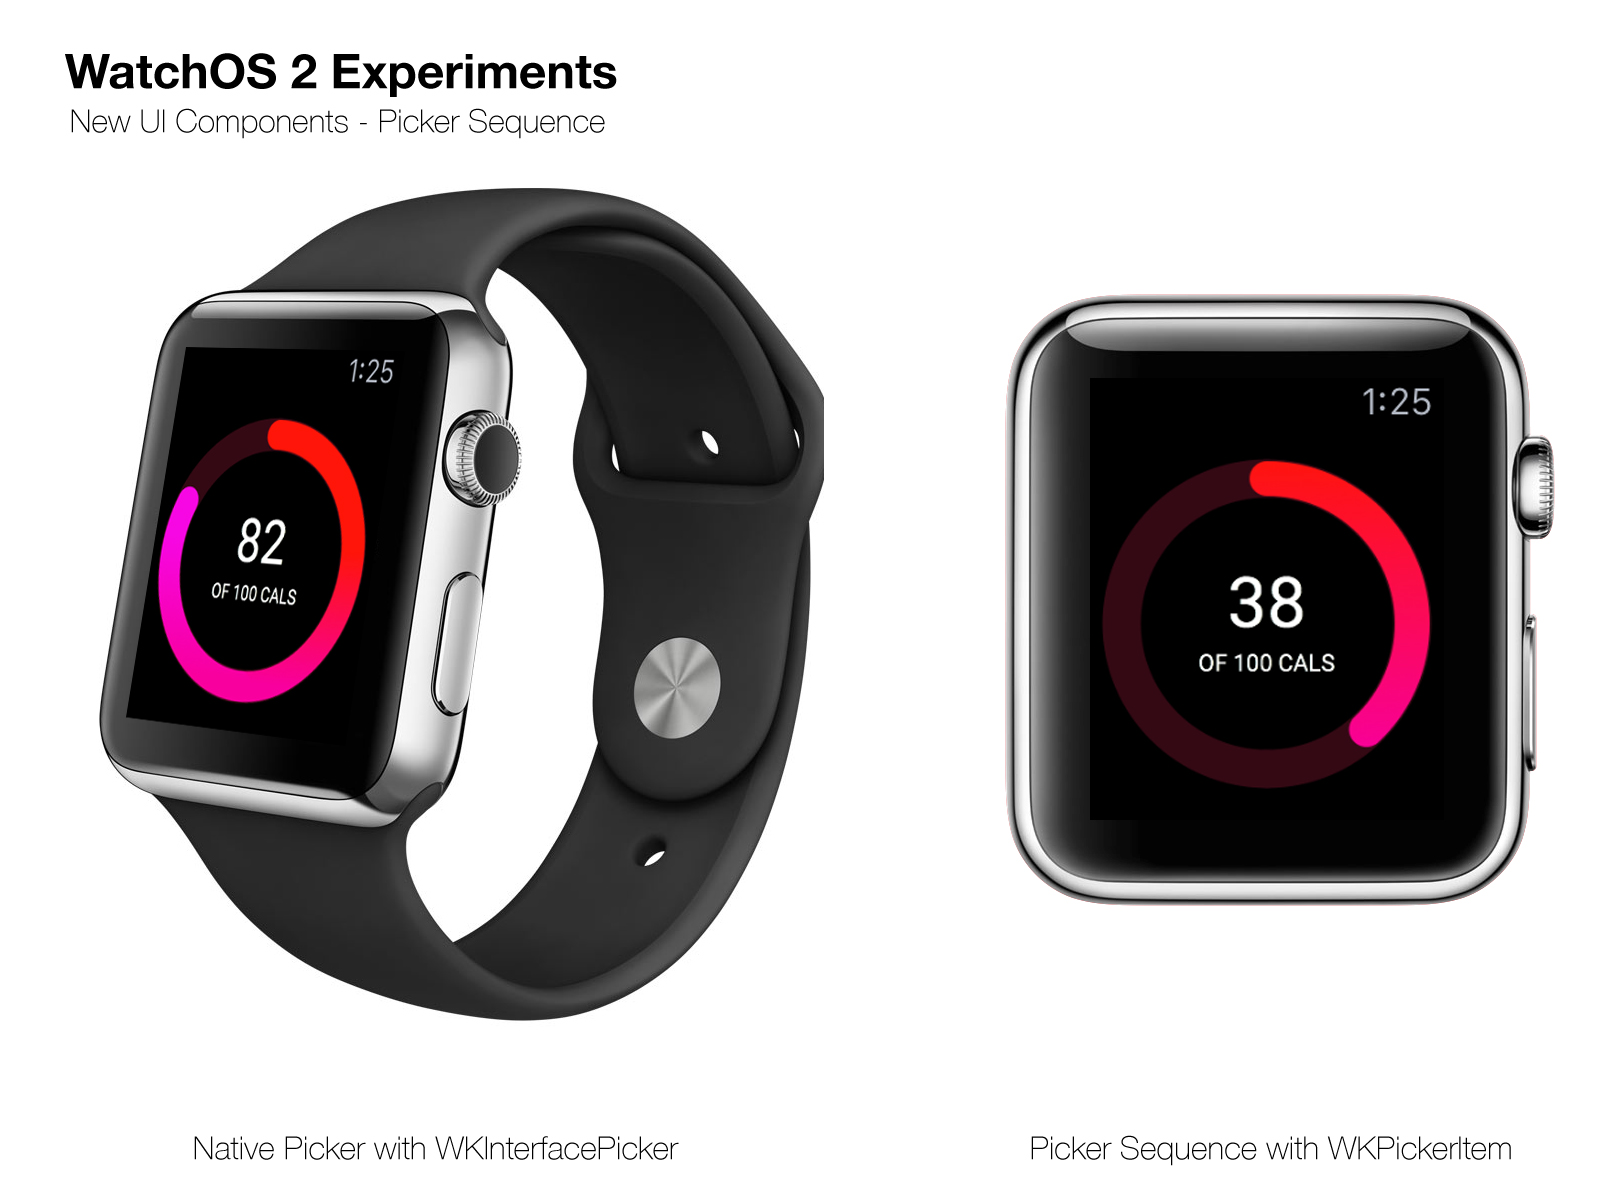 WatchOS 2 Experiments
New UI Components - Picker Sequence
1:25
82
OF 100 CALS
1:25
38
OF 100 CALS
Native Picker with WKInterfacePicker
Picker Sequence with WKPickerItem